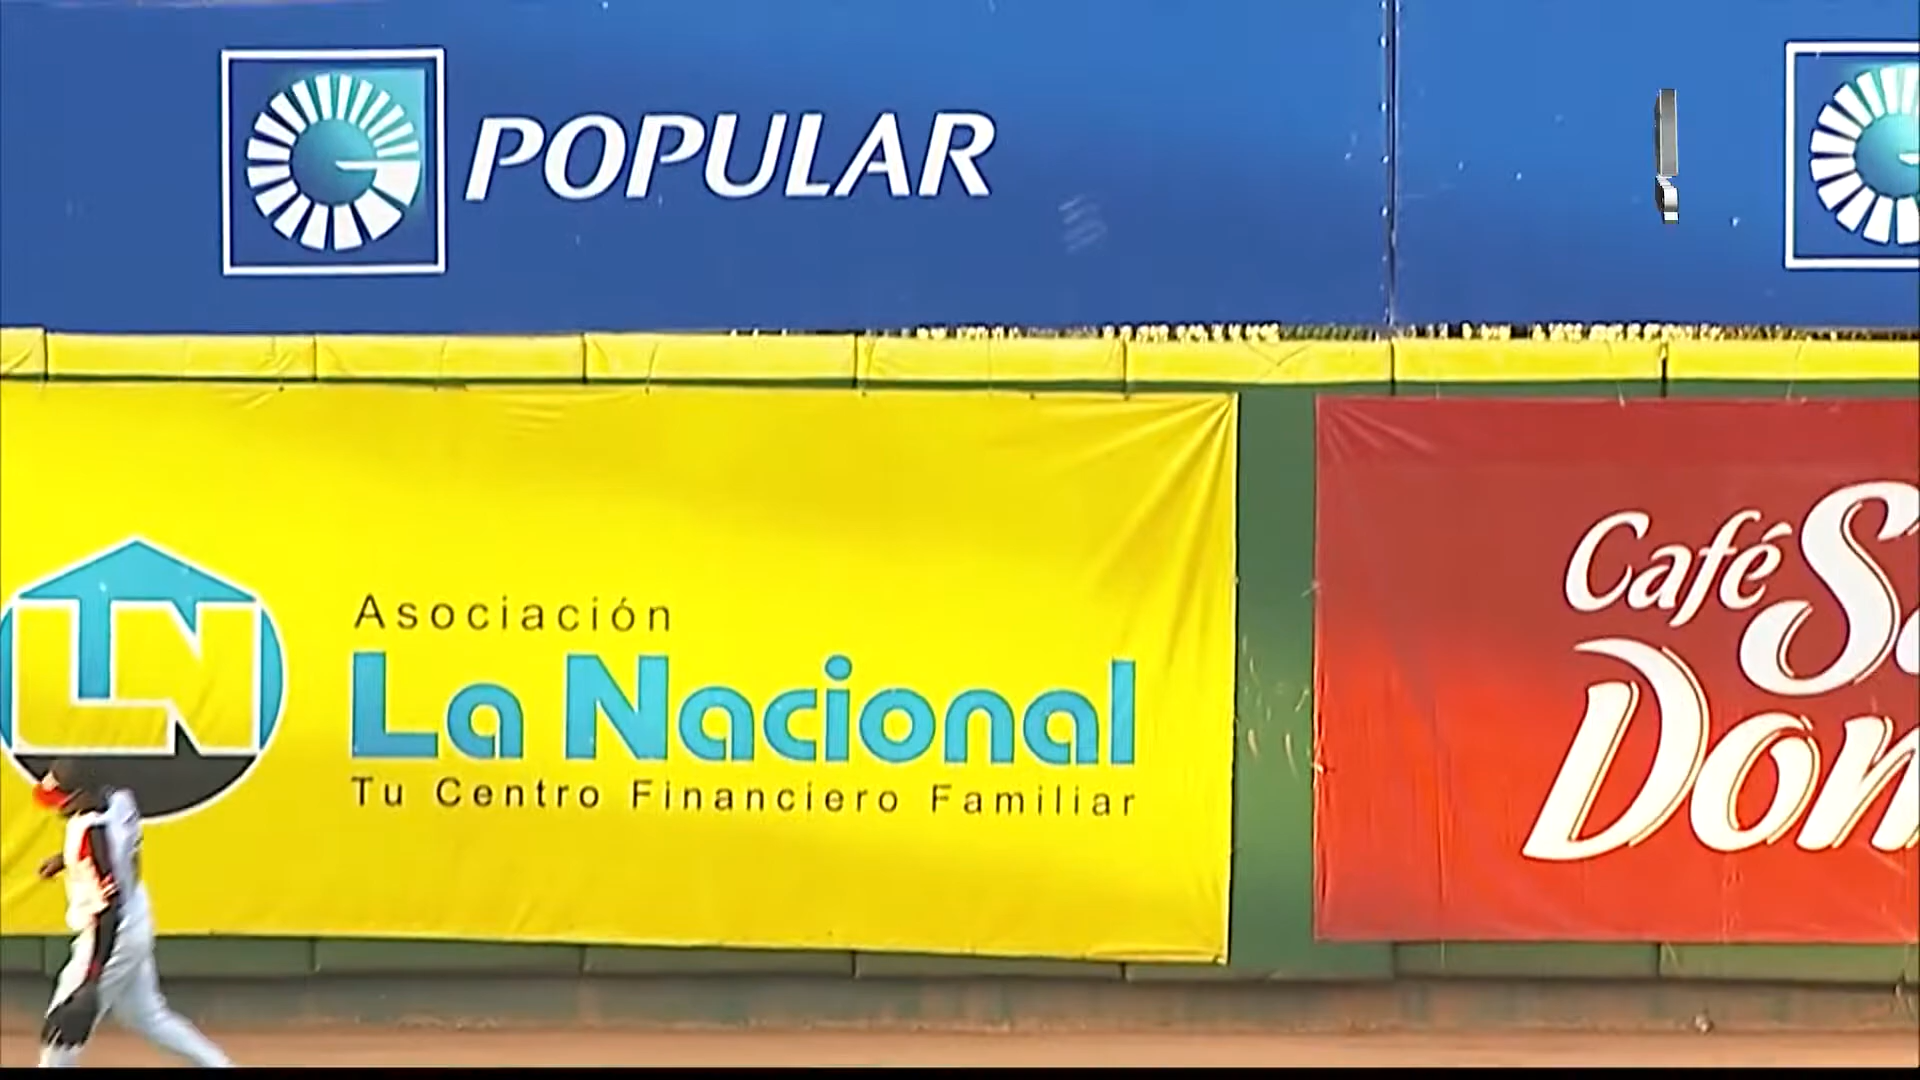 POPULAR
LN
Asociación
La Nacional
Tu Centro Financiero Familiar
Café